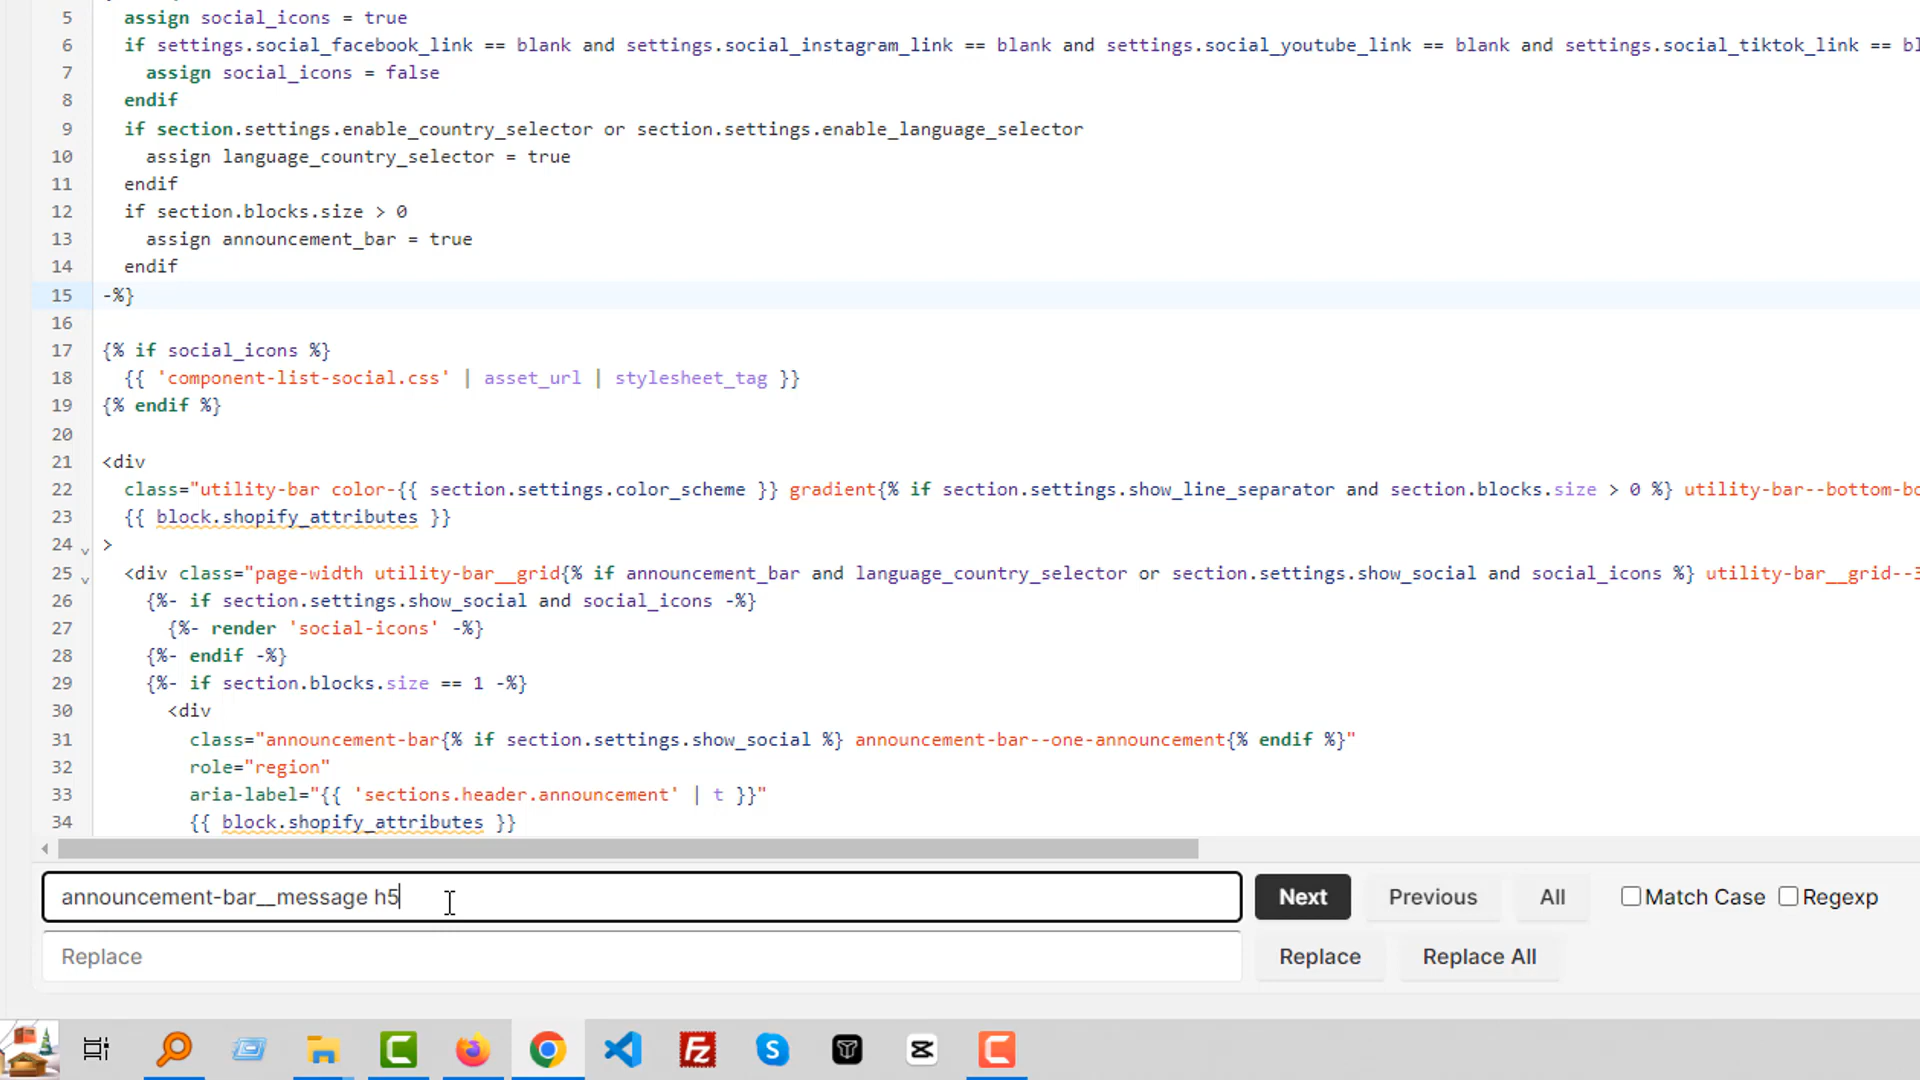 5 assign social_icons = true
6 if settings.social_facebook_link == blank and settings.social_instagram_link == blank and settings.social_youtube_link == blank and settings.social_tiktok_link == bl
7 assign social_icons = false
8 endif
9 if section.settings.enable_country_selector or section.settings.enable_language_selector
10 assign language_country_selector = true
11 endif
12 if section.blocks.size > 0
13 assign announcement_bar = true
14 endif
15 -%}
16
17 {% if social_icons %}
18 {{ 'component-list-social.css' | asset_url | stylesheet_tag }}
19 {% endif %}
20
21 <div
22 class="utility-bar color-{{ section.settings.color_scheme }} gradient{% if section.settings.show_line_separator and section.blocks.size > 0 %} utility-bar--bottom-bo
23 {{ block.shopify_attributes }}
24 >
25 <div class="page-width utility-bar__grid{% if announcement_bar and language_country_selector or section.settings.show_social and social_icons %} utility-bar__grid--3
26 {%- if section.settings.show_social and social_icons -%}
27 {%- render 'social-icons' -%}
28 {%- endif -%}
29 {%- if section.blocks.size == 1 -%}
30 <div
31 class="announcement-bar{% if section.settings.show_social %} announcement-bar--one-announcement{% endif %}"
32 role="region"
33 aria-label="{{ 'sections.header.announcement' | t }}"
34 {{ block.shopify_attributes }}
announcement-bar__message h5 Next Previous All Match Case Regexp
Replace Replace Replace All